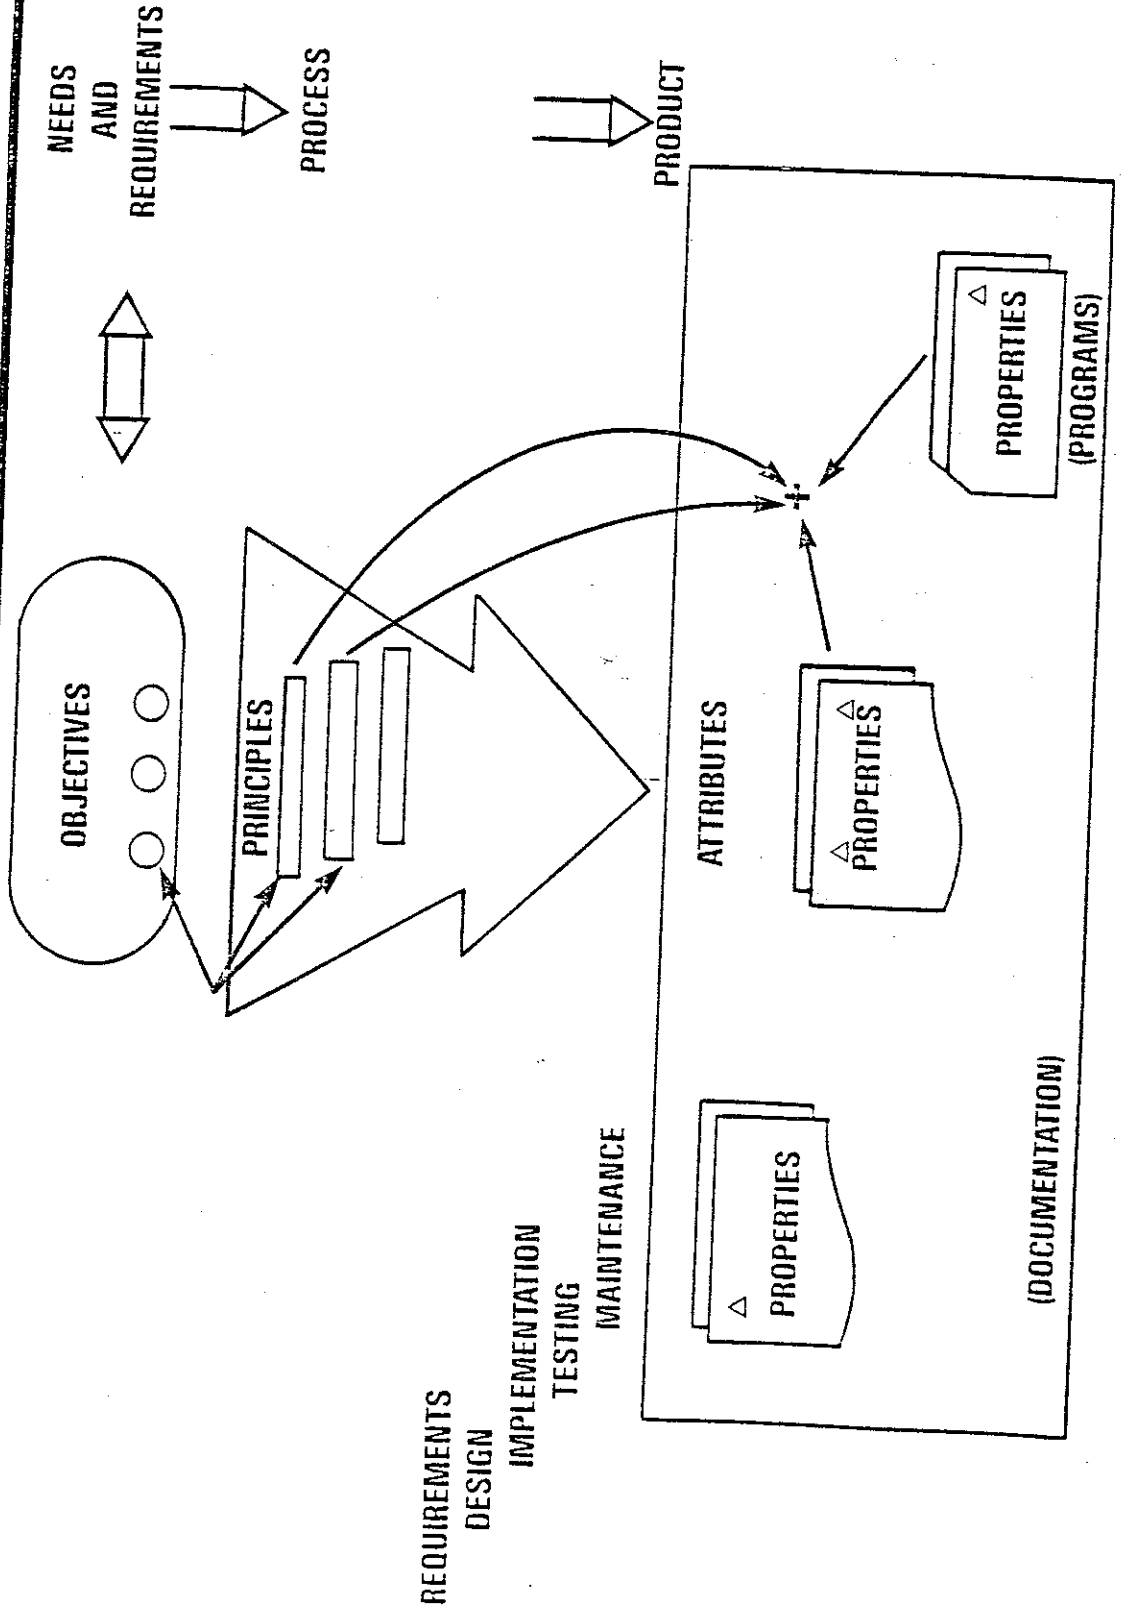 OBJECTIVES
NEEDS
AND
REQUIREMENTS
PRINCIPLES
PROCESS
REQUIREMENTS
DESIGN
IMPLEMENTATION
TESTING
MAINTENANCE
PRODUCT
ATTRIBUTES
PROPERTIES
PROPERTIES
PROPERTIES
(DOCUMENTATION)
(PROGRAMS)